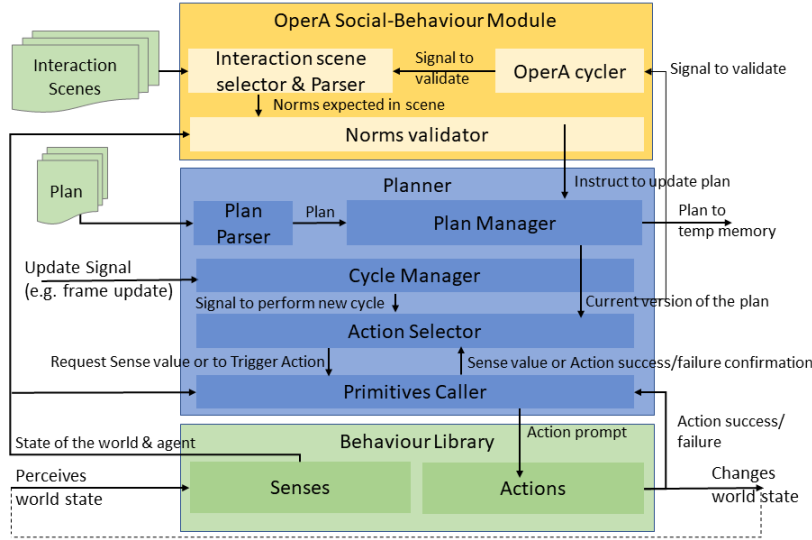 OperA Social-Behaviour Module
Interaction
Scenes
Interaction scene
selector & Parser
Signal to
validate
OperA cycler
Signal to validate
Norms expected in scene
Norms validator
Plan
Planner
Instruct to update plan
Plan
Parser
Plan
Plan Manager
Plan to
temp memory
Update Signal
(e.g. frame update)
Cycle Manager
Signal to perform new cycle
Current version of the plan
Action Selector
Request Sense value or to Trigger Action
Sense value or Action success/failure confirmation
Primitives Caller
Action success/
failure
State of the world & agent
Behaviour Library
Action prompt
Perceives
world state
Senses
Actions
Changes
world state